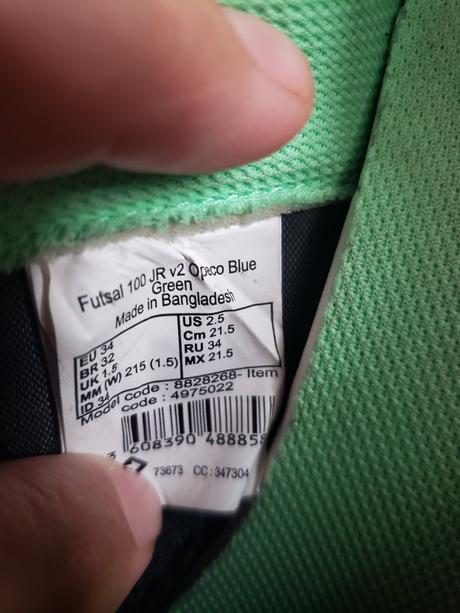 Futsal 100 JR v2 Opaco Blue
Green
Made in Bangladesh
EU 34
BR 32
UK 1.5
MM (W) 215 (1.5)
ID 34
US 2.5
Cm 21.5
RU 34
MX 21.5
Model code : 8828268- Item
code : 4975022
3 608390 48885
73673 CC:347304